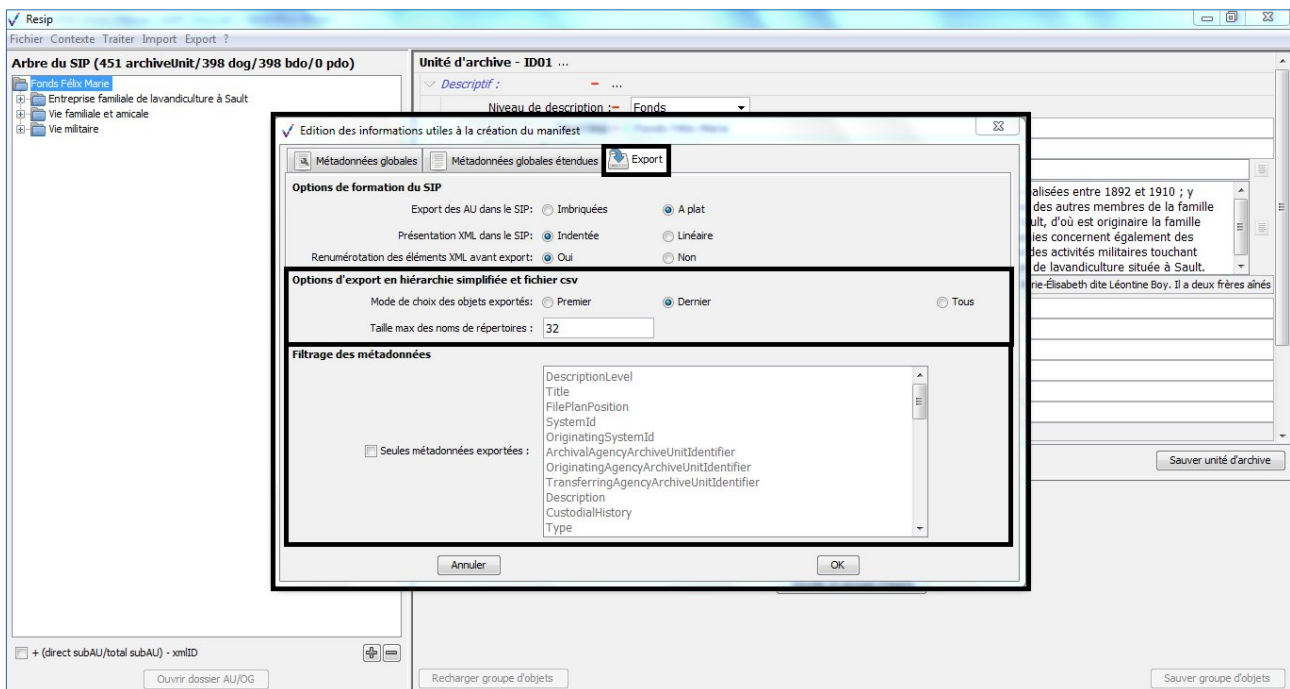 Resip
Fichier Contexte Traiter Import Export ?
Arbre du SIP (451 archiveUnit/398 dog/398 bdo/0 pdo)
Fonds Félix Marie
Entreprise familiale de lavandiculture à Sault
Vie familiale et amicale
Vie militaire
+ (direct subAU/total subAU) - xmlID
Ouvrir dossier AU/OG
Unité d'archive - ID01 ...
Descriptif : - ...
Niveau de description : Fonds
Edition des informations utiles à la création du manifest
Métadonnées globales
Métadonnées globales étendues
Export
Options de formation du SIP
Export des AU dans le SIP: Imbriquées A plat
Présentation XML dans le SIP: Indentée Linéaire
Renumérotation des éléments XML avant export: Oui Non
Options d'export en hiérarchie simplifiée et fichier csv
Mode de choix des objets exportés: Premier Dernier Tous
Taille max des noms de répertoires : 32
Filtrage des métadonnées
Seules métadonnées exportées :
DescriptionLevel
Title
FilePlanPosition
SystemId
OriginatingSystemId
ArchivalAgencyArchiveUnitIdentifier
OriginatingAgencyArchiveUnitIdentifier
TransferringAgencyArchiveUnitIdentifier
Description
CustodialHistory
Type
Annuler
OK
alisées entre 1892 et 1910 ; y
des autres membres de la famille
ult, d'où est originaire la famille
ies concernent également des
des activités militaires touchant
de lavandiculture située à Sault.
rie-Élisabeth dite Léontine Boy. Il a deux frères aînés
Sauver unité d'archive
Recharger groupe d'objets
Sauver groupe d'objets